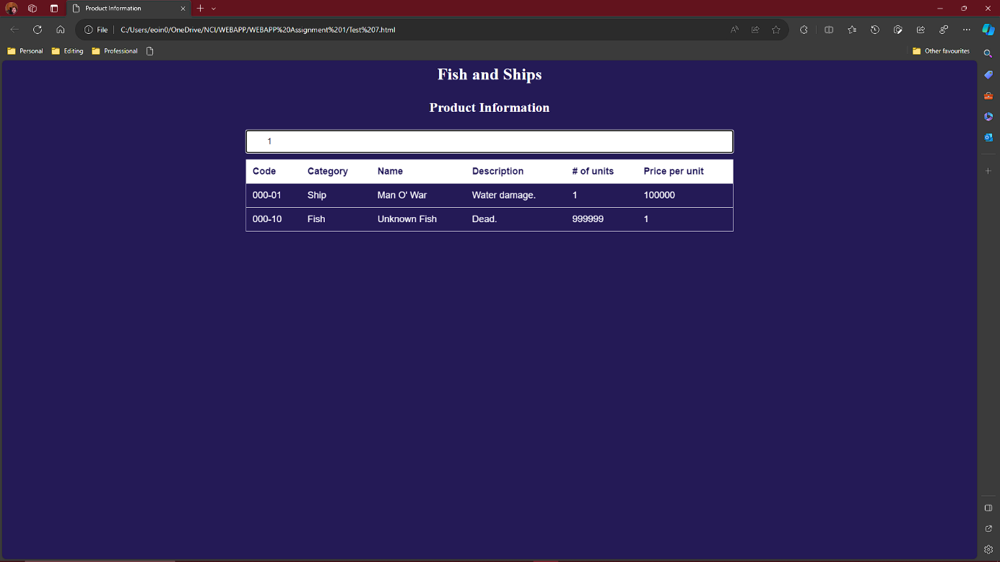 Product Information
File C:/Users/eoin0/OneDrive/NCI/WEBAPP/WEBAPP%20Assignment%201/Test%207.html
Personal Editing Professional Other favourites
Fish and Ships
Product Information
1
Code Category Name Description # of units Price per unit
000-01 Ship Man O' War Water damage. 1 100000
000-10 Fish Unknown Fish Dead. 999999 1